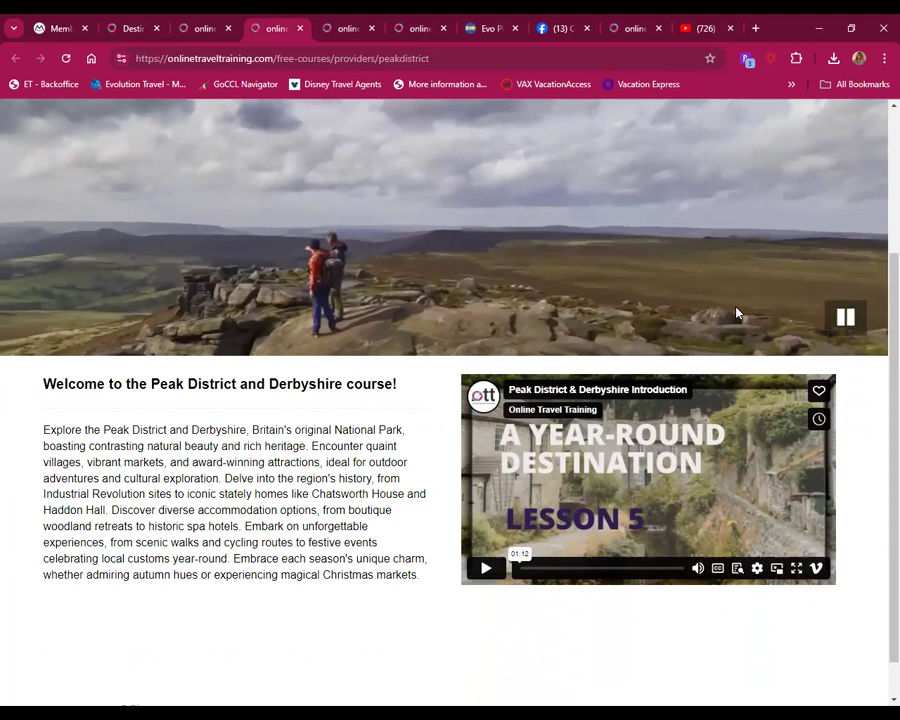 Memb
Destin
online
online
online
online
Evo P
(13) C
online
(726)
https://onlinetraveltraining.com/free-courses/providers/peakdistrict
3
ET - Backoffice
Evolution Travel - M...
GoCCL Navigator
Disney Travel Agents
More information a...
VAX VacationAccess
Vacation Express
All Bookmarks
Welcome to the Peak District and Derbyshire course!
Explore the Peak District and Derbyshire, Britain's original National Park,
boasting contrasting natural beauty and rich heritage. Encounter quaint
villages, vibrant markets, and award-winning attractions, ideal for outdoor
adventures and cultural exploration. Delve into the region's history, from
Industrial Revolution sites to iconic stately homes like Chatsworth House and
Haddon Hall. Discover diverse accommodation options, from boutique
woodland retreats to historic spa hotels. Embark on unforgettable
experiences, from scenic walks and cycling routes to festive events
celebrating local customs year-round. Embrace each season's unique charm,
whether admiring autumn hues or experiencing magical Christmas markets.
ott
Peak District & Derbyshire Introduction
Online Travel Training
A YEAR-ROUND
DESTINATION
LESSON 5
01:12
CC